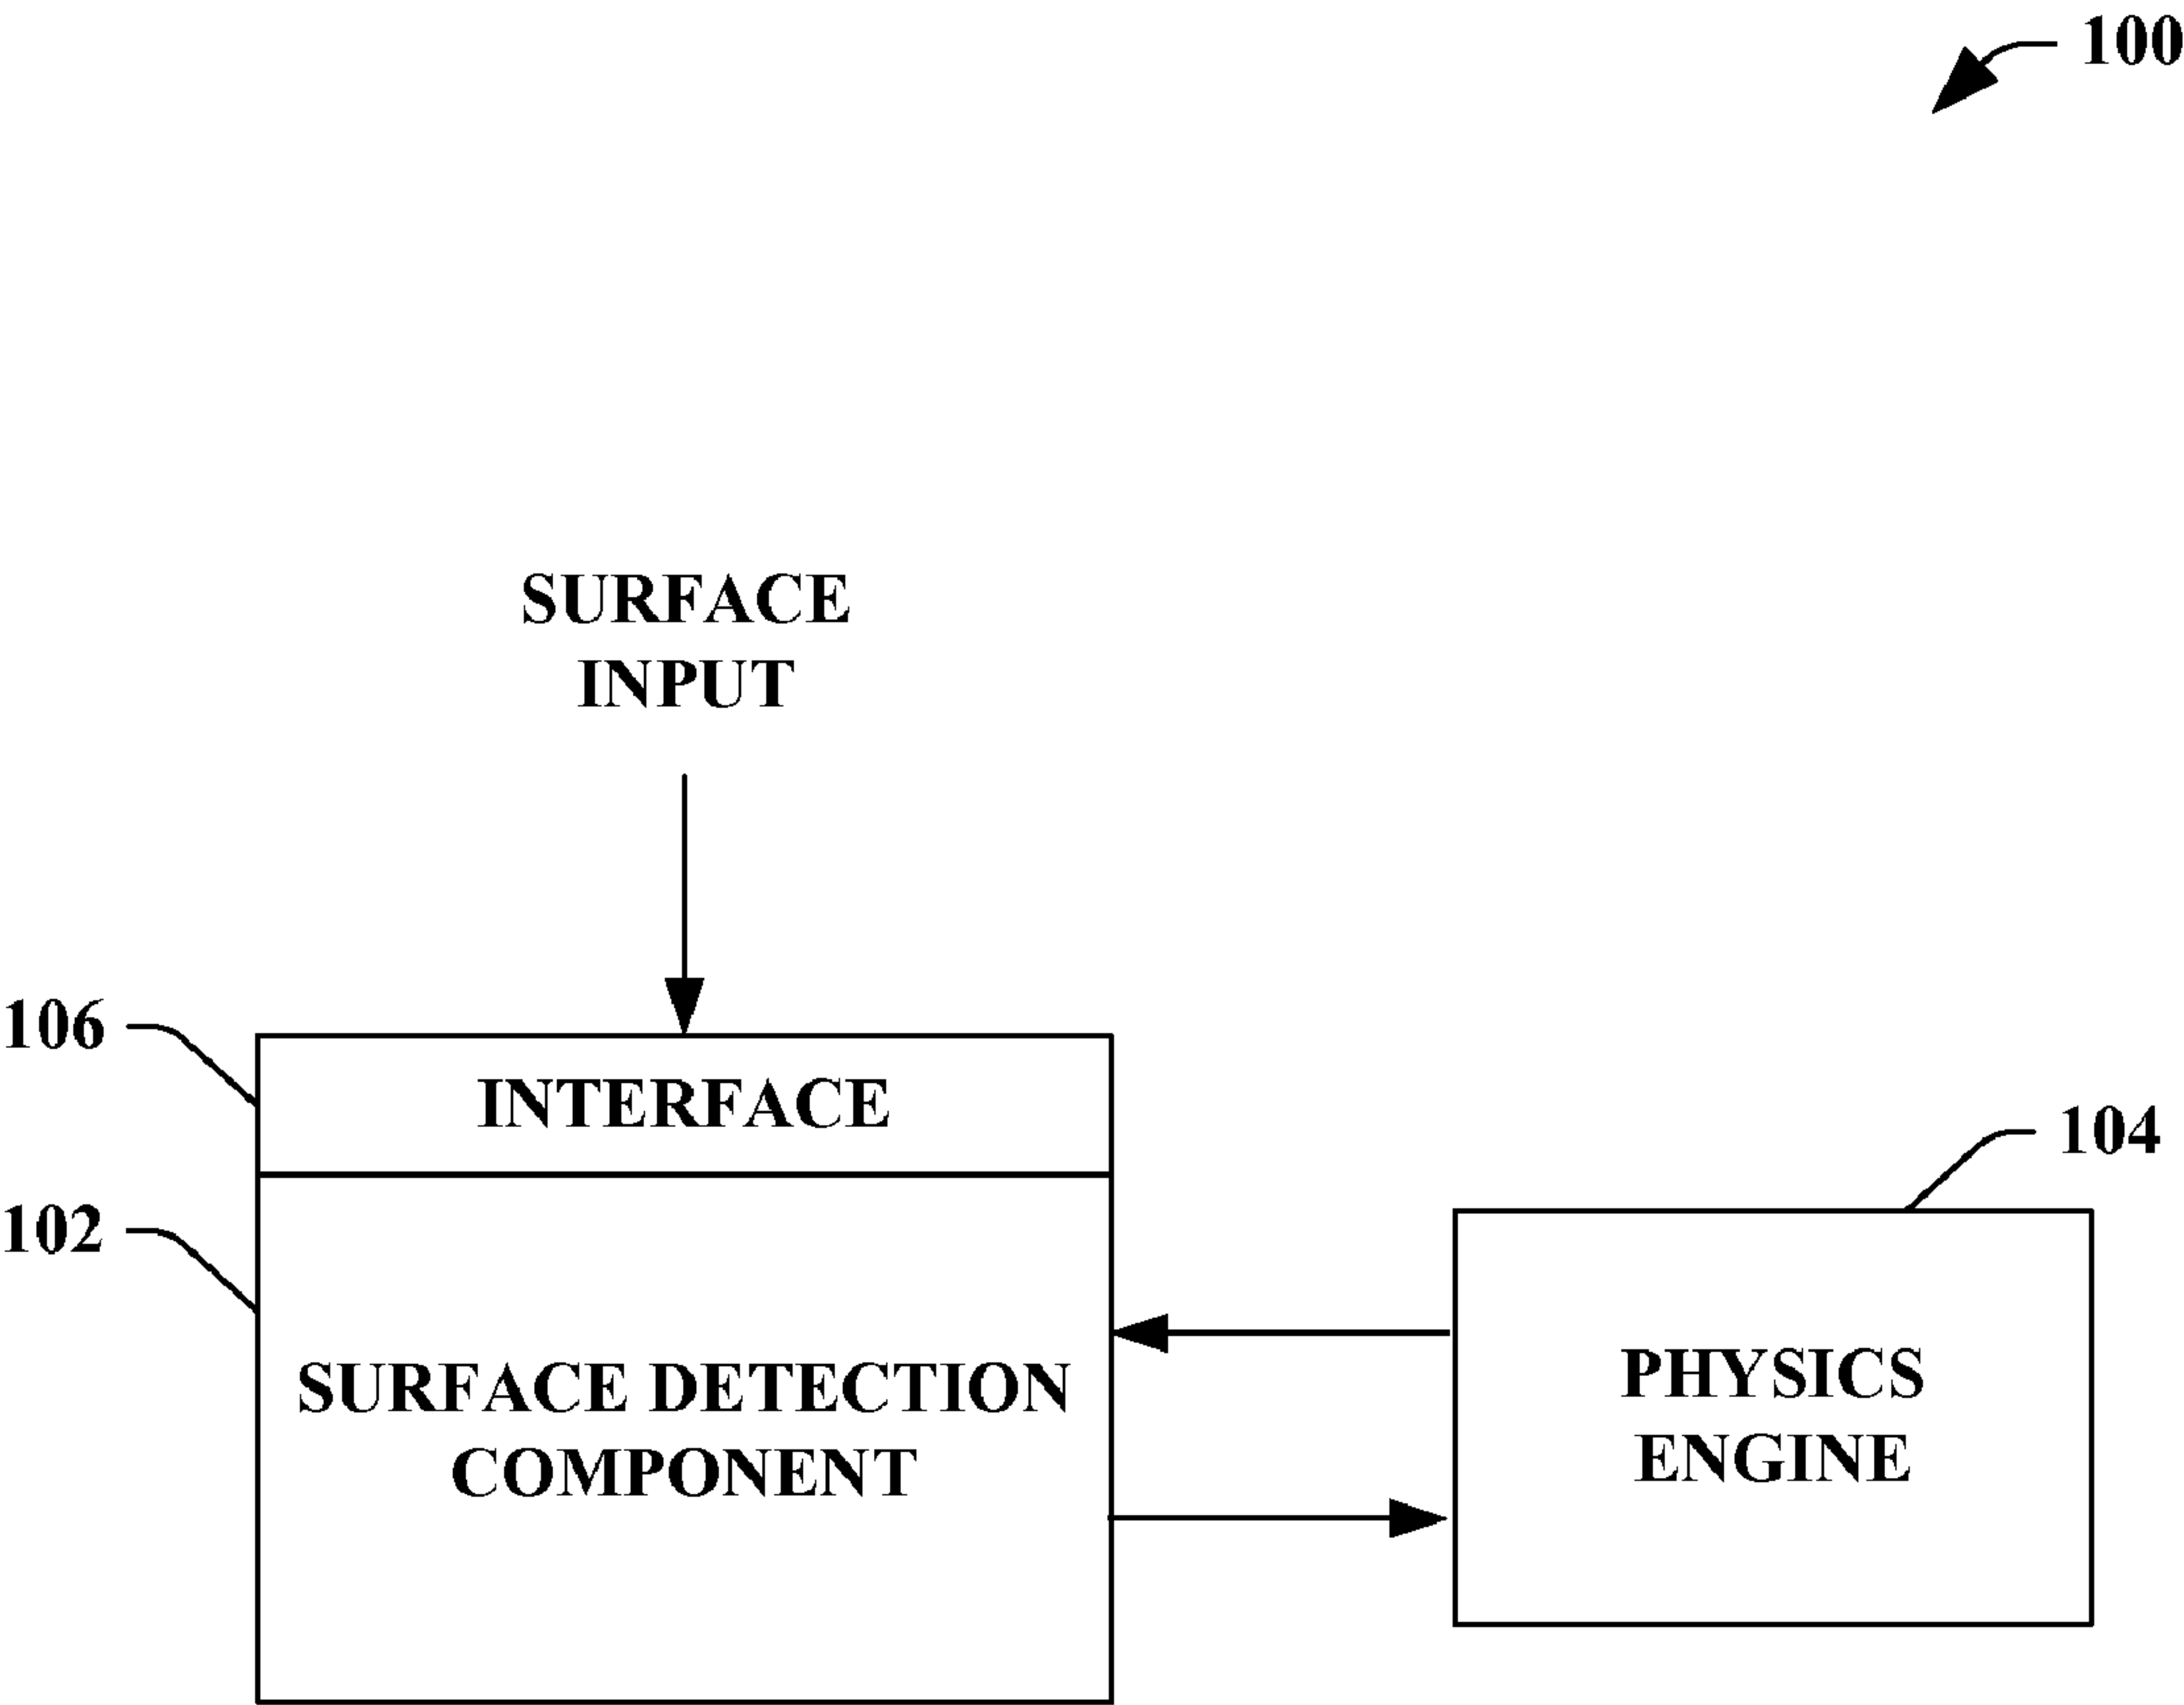 100
SURFACE
INPUT
106
INTERFACE
104
102
SURFACE DETECTION
COMPONENT
PHYSICS
ENGINE